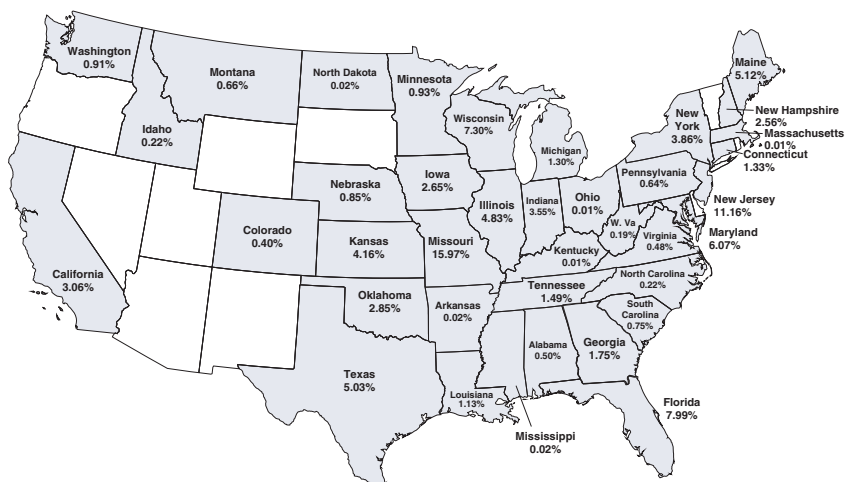 Washington
0.91%
Montana
0.66%
North Dakota
0.02%
Minnesota
0.93%
Maine
5.12%
Idaho
0.22%
Wisconsin
7.30%
Michigan
1.30%
New
York
3.86%
New Hampshire
2.56%
Massachusetts
0.01%
Connecticut
1.33%
Nebraska
0.85%
Iowa
2.65%
Illinois
4.83%
Indiana
3.55%
Ohio
0.01%
Pennsylvania
0.64%
New Jersey
11.16%
Maryland
6.07%
W. Va
0.19%
Virginia
0.48%
Colorado
0.40%
Kansas
4.16%
Missouri
15.97%
Kentucky
0.01%
California
3.06%
Oklahoma
2.85%
Arkansas
0.02%
Tennessee
1.49%
North Carolina
0.22%
South
Carolina
0.75%
Texas
5.03%
Louisiana
1.13%
Alabama
0.50%
Georgia
1.75%
Florida
7.99%
Mississippi
0.02%